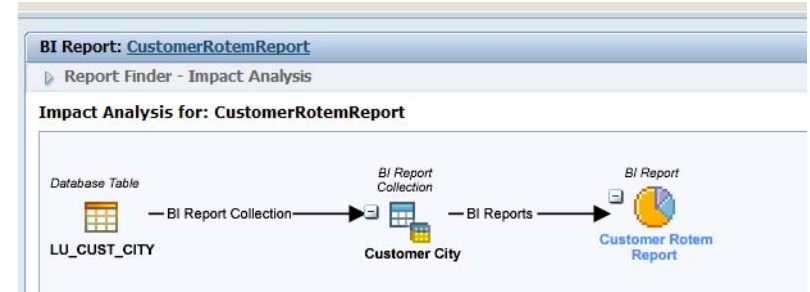 BI Report: CustomerRotemReport
Report Finder - Impact Analysis
Impact Analysis for: CustomerRotemReport
Database Table
BI Report
Collection
BI Report
BI Report Collection
BI Reports
LU_CUST_CITY
Customer City
Customer Rotem
Report